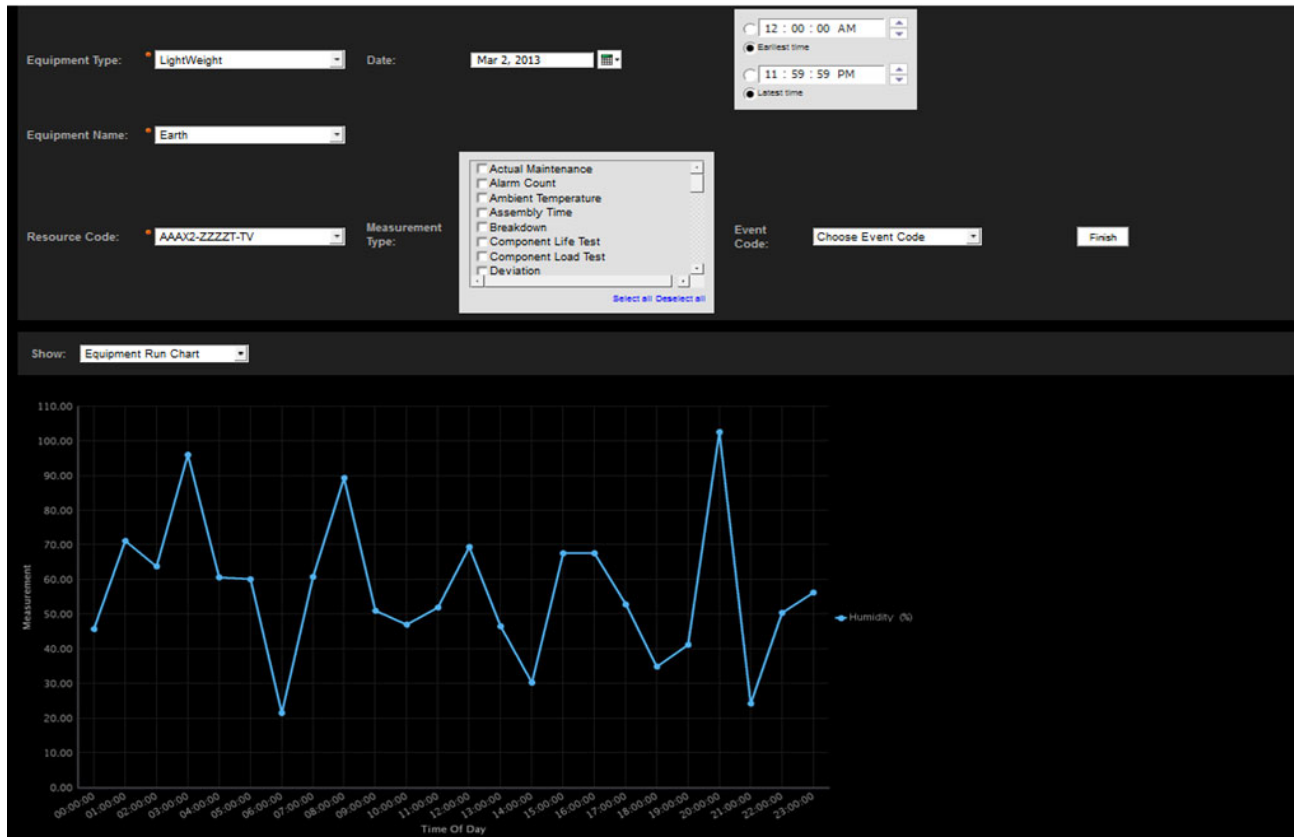 12 : 00 : 00 AM
Earliest time
Equipment Type: * LightWeight
Date: Mar 2, 2013
11 : 59 : 59 PM
Latest time
Equipment Name: * Earth
Actual Maintenance
Alarm Count
Ambient Temperature
Assembly Time
Breakdown
Component Life Test
Component Load Test
Deviation
Resource Code: * AAAX2-ZZZZT-TV
Measurement
Type:
Event
Code:
Choose Event Code
Finish
Select all Deselect all
Show: Equipment Run Chart
110.00
100.00
90.00
80.00
70.00
60.00
50.00
40.00
30.00
20.00
10.00
0.00
Measurement
Humidity (%)
00:00:00
01:00:00
02:00:00
03:00:00
04:00:00
05:00:00
06:00:00
07:00:00
08:00:00
09:00:00
10:00:00
11:00:00
12:00:00
13:00:00
14:00:00
15:00:00
16:00:00
17:00:00
18:00:00
19:00:00
20:00:00
21:00:00
22:00:00
23:00:00
Time Of Day